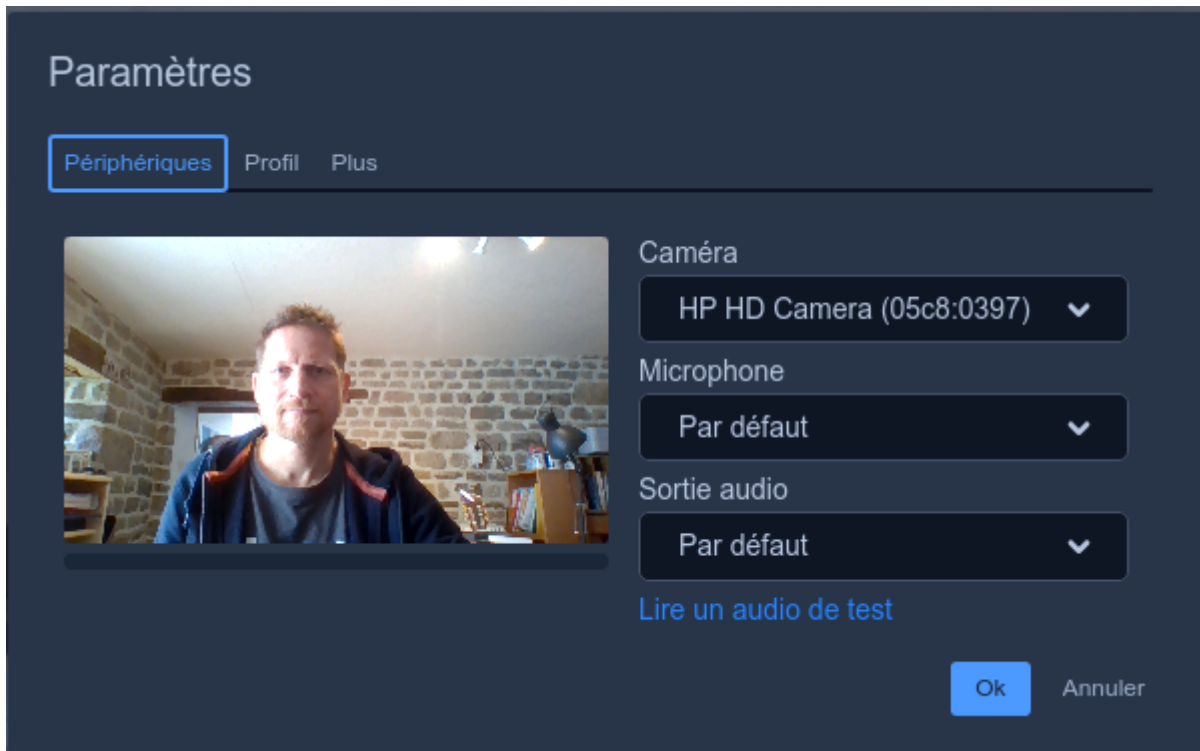 Paramètres
Périphériques Profil Plus
Caméra
HP HD Camera (05c8:0397)
Microphone
Par défaut
Sortie audio
Par défaut
Lire un audio de test
Ok Annuler